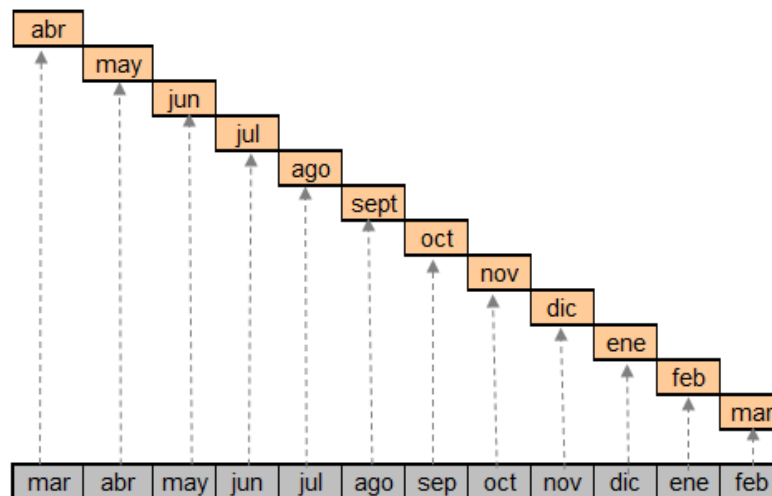 abr
may
jun
jul
ago
sept
oct
nov
dic
ene
feb
mar
mar abr may jun jul ago sep oct nov dic ene feb